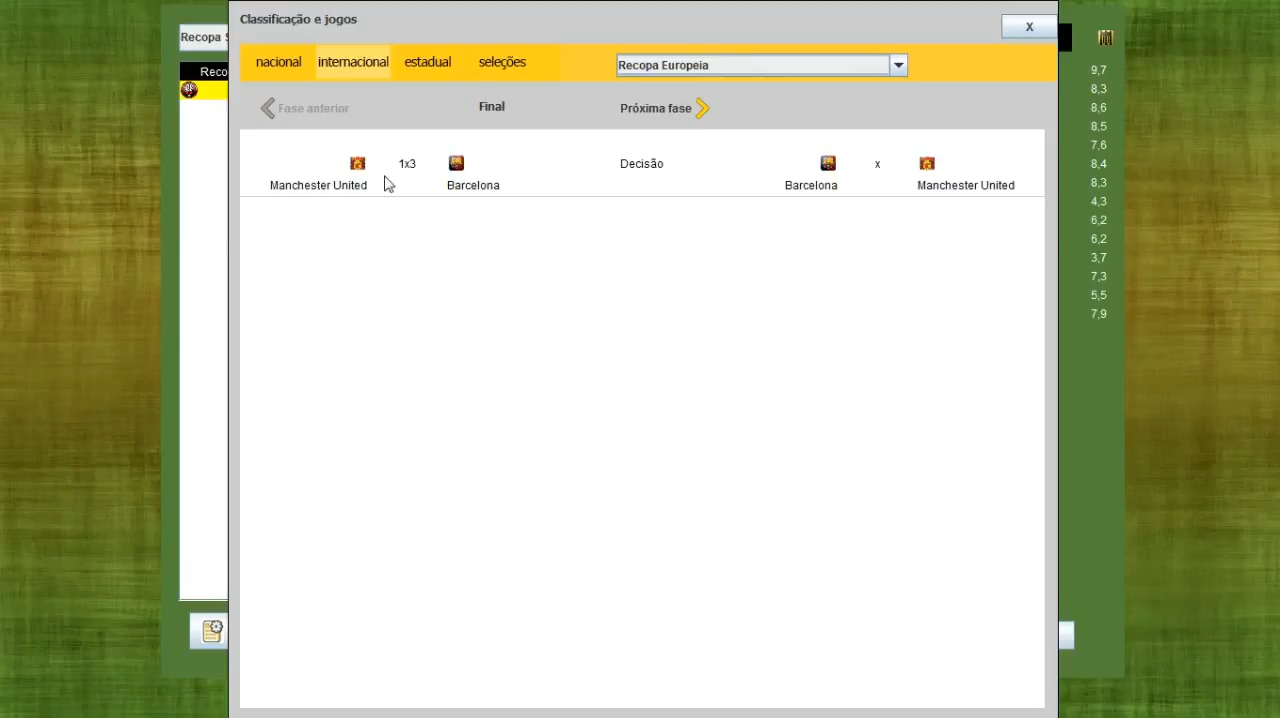 Classificação e jogos
X
Recopa S
nacional internacional estadual seleções Recopa Europeia
Reco
Fase anterior Final Próxima fase
1x3 Decisão x
Manchester United Barcelona Barcelona Manchester United
9,7
8,3
8,6
8,5
7,6
8,4
8,3
4,3
6,2
6,2
3,7
7,3
5,5
7,9